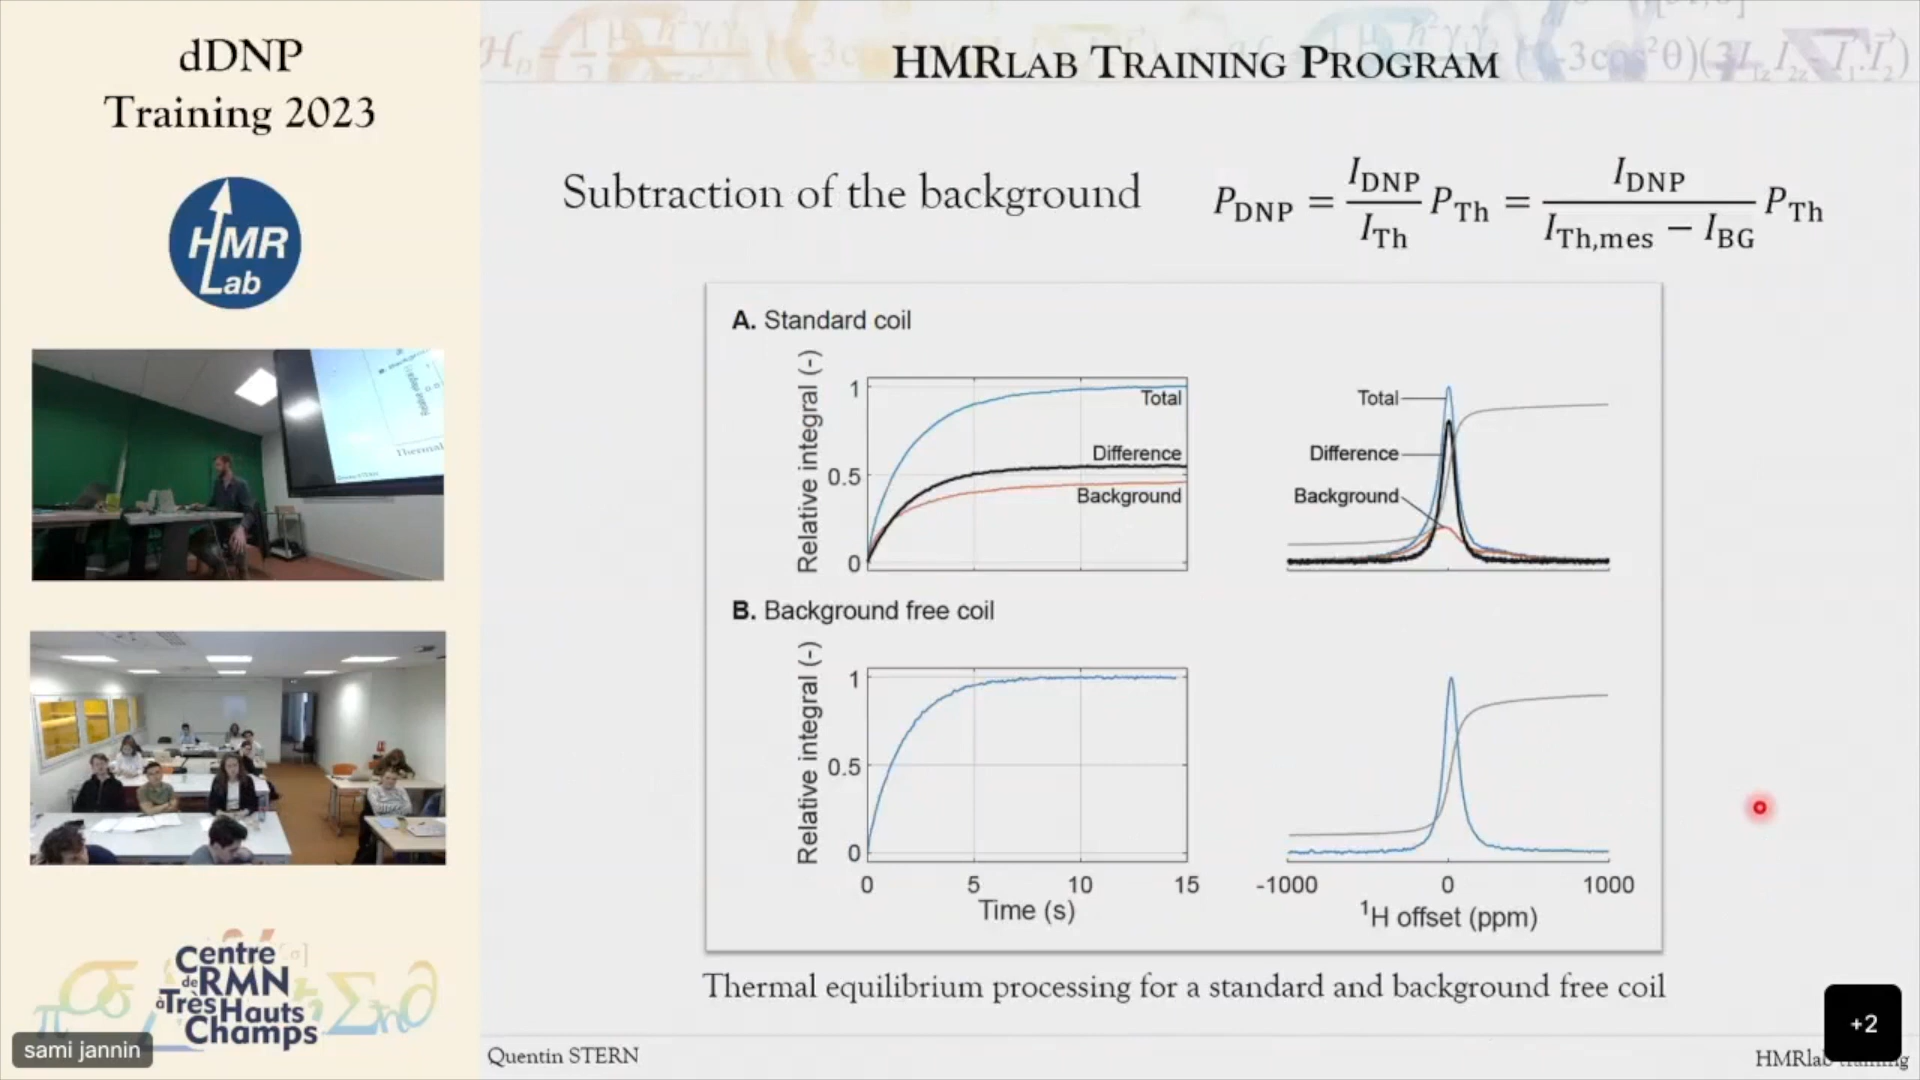 dDNP
Training 2023
HMR
Lab
Centre
de RMN
à Très Hauts
Champs
sami jannin
HMRLAB TRAINING PROGRAM
Subtraction of the background
P_DNP = I_DNP / I_Th P_Th = I_DNP / (I_Th,mes − I_BG) P_Th
A. Standard coil
Relative integral (-)
1
0.5
0
Total
Difference
Background
Total
Difference
Background
B. Background free coil
Relative integral (-)
1
0.5
0
0 5 10 15
Time (s)
-1000 0 1000
¹H offset (ppm)
Thermal equilibrium processing for a standard and background free coil
Quentin STERN
+2